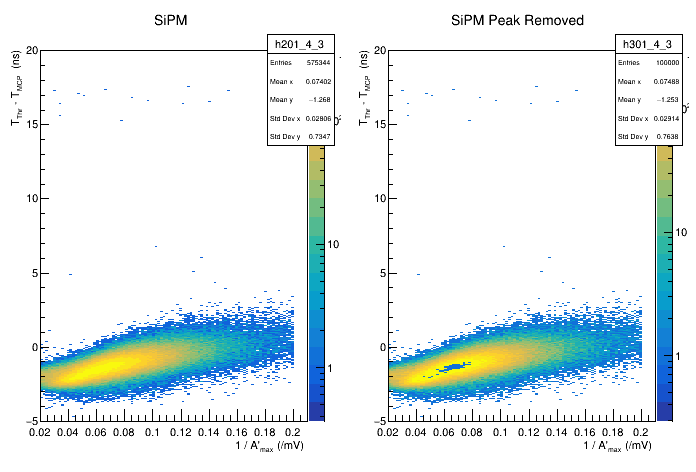 SiPM
SiPM Peak Removed
h201_4_3
Entries 575344
Mean x 0.07402
Mean y −1.268
Std Dev x 0.02806
Std Dev y 0.7347
h301_4_3
Entries 100000
Mean x 0.07488
Mean y −1.253
Std Dev x 0.02914
Std Dev y 0.7638
T_Thr - T_MCP (ns)
20
15
10
5
0
−5
0.02 0.04 0.06 0.08 0.1 0.12 0.14 0.16 0.18 0.2
1 / A'_max (/mV)
10
1
T_Thr - T_MCP (ns)
20
15
10
5
0
−5
0.02 0.04 0.06 0.08 0.1 0.12 0.14 0.16 0.18 0.2
1 / A'_max (/mV)
10
1